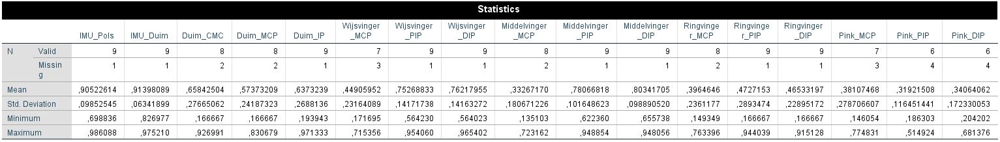 Statistics
IMU_Pols IMU_Duim Duim_CMC Duim_MCP Duim_IP Wijsvinger_MCP Wijsvinger_PIP Wijsvinger_DIP Middelvinger_MCP Middelvinger_PIP Middelvinger_DIP Ringvinger_MCP Ringvinger_PIP Ringvinger_DIP Pink_MCP Pink_PIP Pink_DIP
N Valid 9 9 8 8 9 7 9 9 8 9 9 8 9 9 7 6 6
Missing 1 1 2 2 1 3 1 1 2 1 1 2 1 1 3 4 4
Mean ,90522614 ,91398089 ,65842504 ,57373209 ,6373239 ,44905952 ,75268833 ,76217955 ,33267170 ,78066818 ,80341705 ,3964646 ,4727153 ,46533197 ,38107468 ,31921508 ,34064062
Std. Deviation ,09852545 ,06341899 ,27665062 ,24187323 ,2688136 ,23164089 ,14171738 ,14163272 ,180671226 ,101648623 ,098890520 ,2361177 ,2893474 ,22895172 ,278706607 ,116451441 ,172330053
Minimum ,698836 ,826977 ,166667 ,166667 ,193943 ,171695 ,564230 ,564023 ,135103 ,622360 ,655738 ,149349 ,166667 ,166667 ,146054 ,186303 ,204202
Maximum ,986088 ,975210 ,926991 ,830679 ,971333 ,715356 ,954060 ,965402 ,723162 ,948854 ,948056 ,763396 ,944039 ,915128 ,774831 ,514924 ,681376